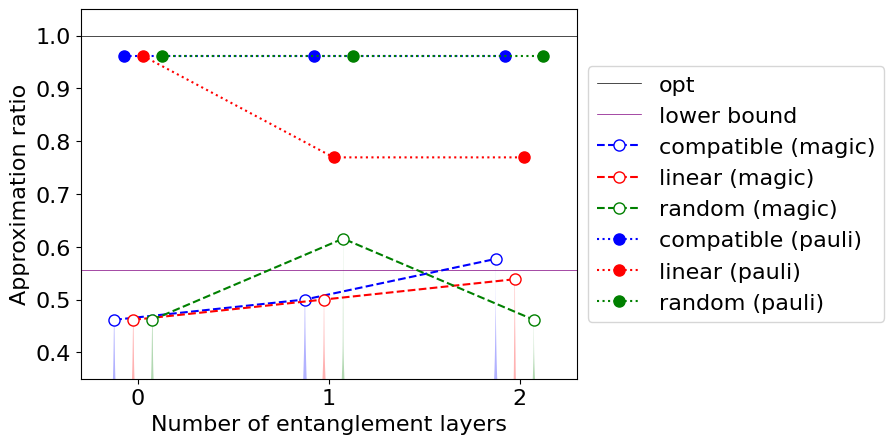 1.0
0.9
0.8
0.7
0.6
0.5
0.4
Approximation ratio
0 1 2
Number of entanglement layers
opt
lower bound
compatible (magic)
linear (magic)
random (magic)
compatible (pauli)
linear (pauli)
random (pauli)